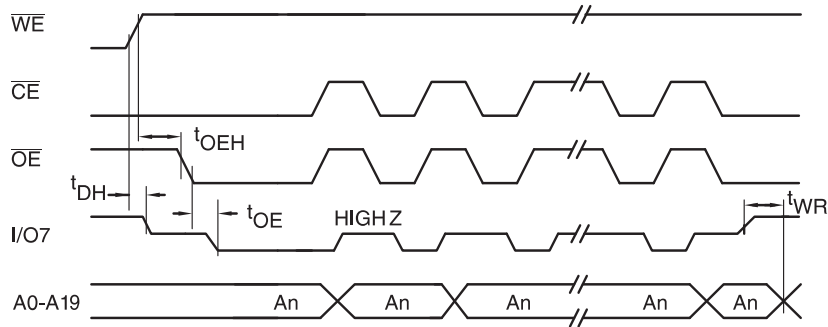 WE
CE
tOEH
OE
tDH
tOE
HIGH Z
tWR
I/O7
A0-A19 An An An An An